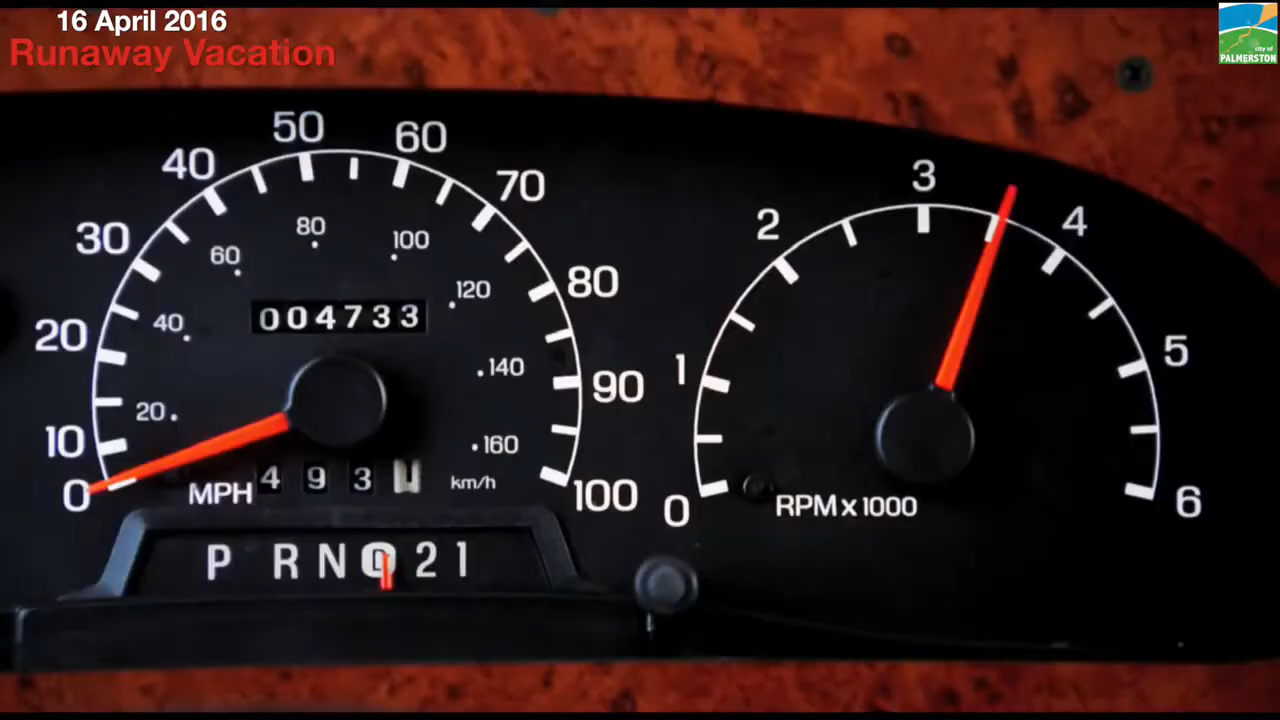 16 April 2016
Runaway Vacation
city of
PALMERSTON
0 10 20 30 40 50 60 70 80 90 100
20 40 60 80 100 120 140 160
004733
MPH
4 9 3
km/h
P R N D 2 1
0 1 2 3 4 5 6
RPM x 1000